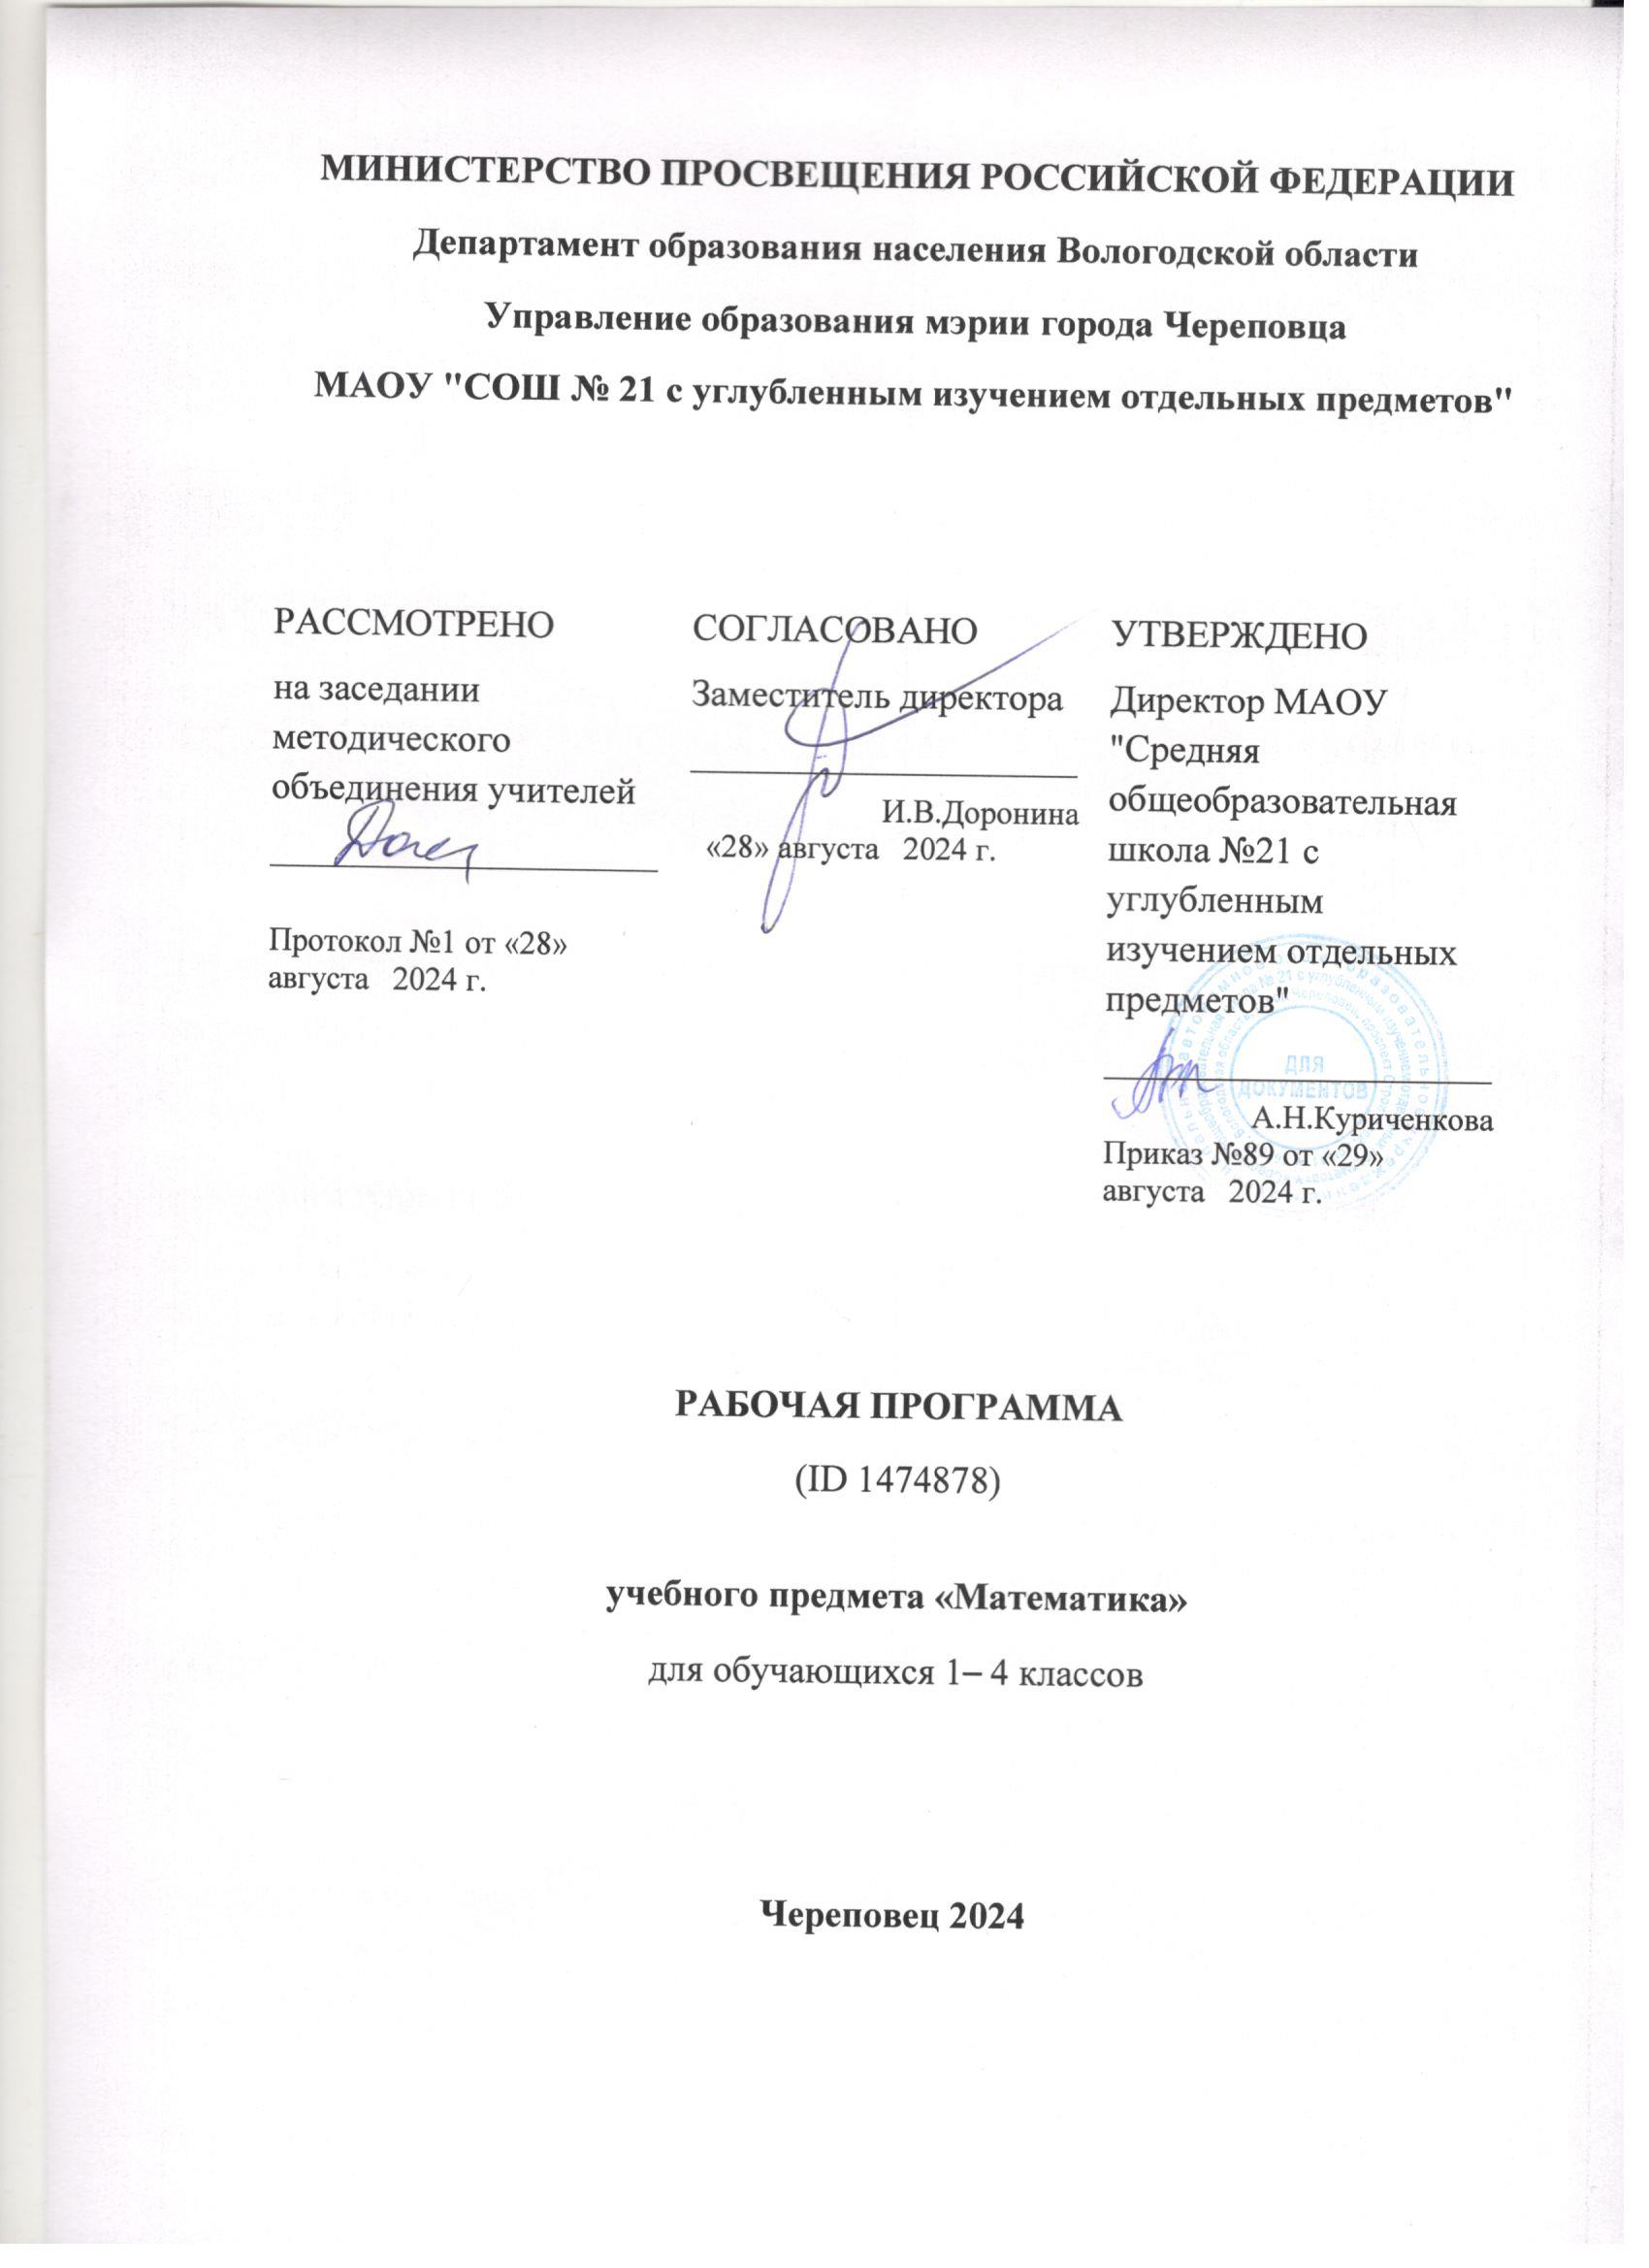 МИНИСТЕРСТВО ПРОСВЕЩЕНИЯ РОССИЙСКОЙ ФЕДЕРАЦИИ
Департамент образования населения Вологодской области
Управление образования мэрии города Череповца
МАОУ "СОШ № 21 с углубленным изучением отдельных предметов"
РАССМОТРЕНО
на заседании
методического
объединения учителей
Протокол №1 от «28»
августа 2024 г.
СОГЛАСОВАНО
Заместитель директора
И.В.Доронина
«28» августа 2024 г.
УТВЕРЖДЕНО
Директор МАОУ
"Средняя
общеобразовательная
школа №21 с
углубленным
изучением отдельных
предметов"
ДЛЯ
ДОКУМЕНТОВ
А.Н.Куриченкова
Приказ №89 от «29»
августа 2024 г.
РАБОЧАЯ ПРОГРАММА
(ID 1474878)
учебного предмета «Математика»
для обучающихся 1– 4 классов
Череповец 2024